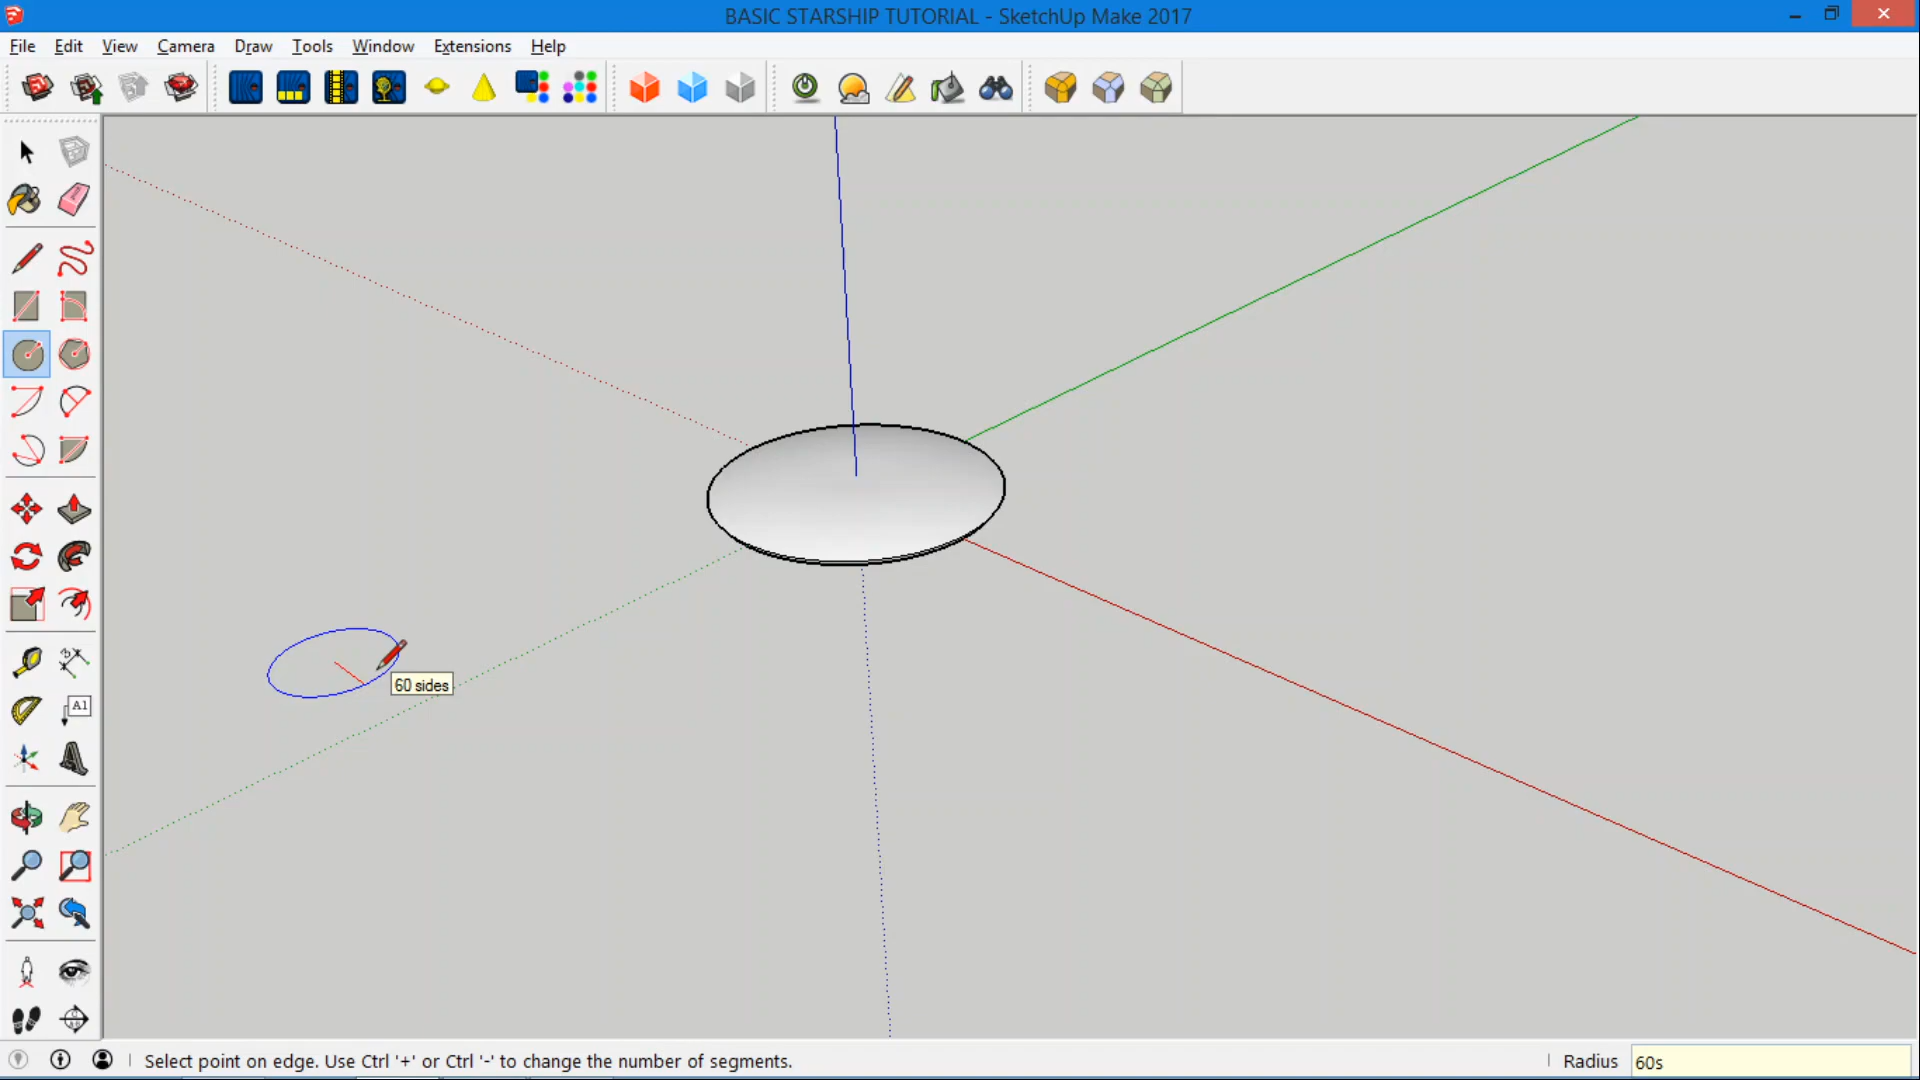 BASIC STARSHIP TUTORIAL - SketchUp Make 2017
File Edit View Camera Draw Tools Window Extensions Help
60 sides
A1
Select point on edge. Use Ctrl '+' or Ctrl '-' to change the number of segments.
Radius 60s